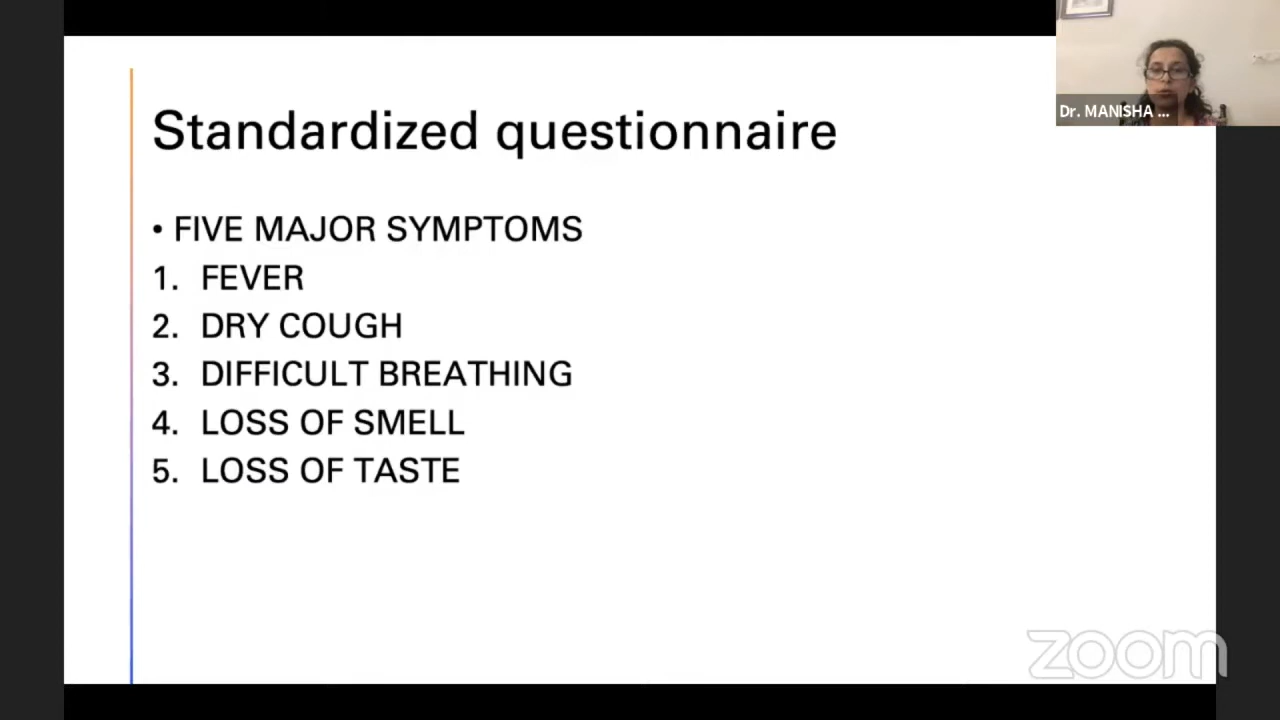 Standardized questionnaire
• FIVE MAJOR SYMPTOMS
1. FEVER
2. DRY COUGH
3. DIFFICULT BREATHING
4. LOSS OF SMELL
5. LOSS OF TASTE
Dr. MANISHA ...
zoom